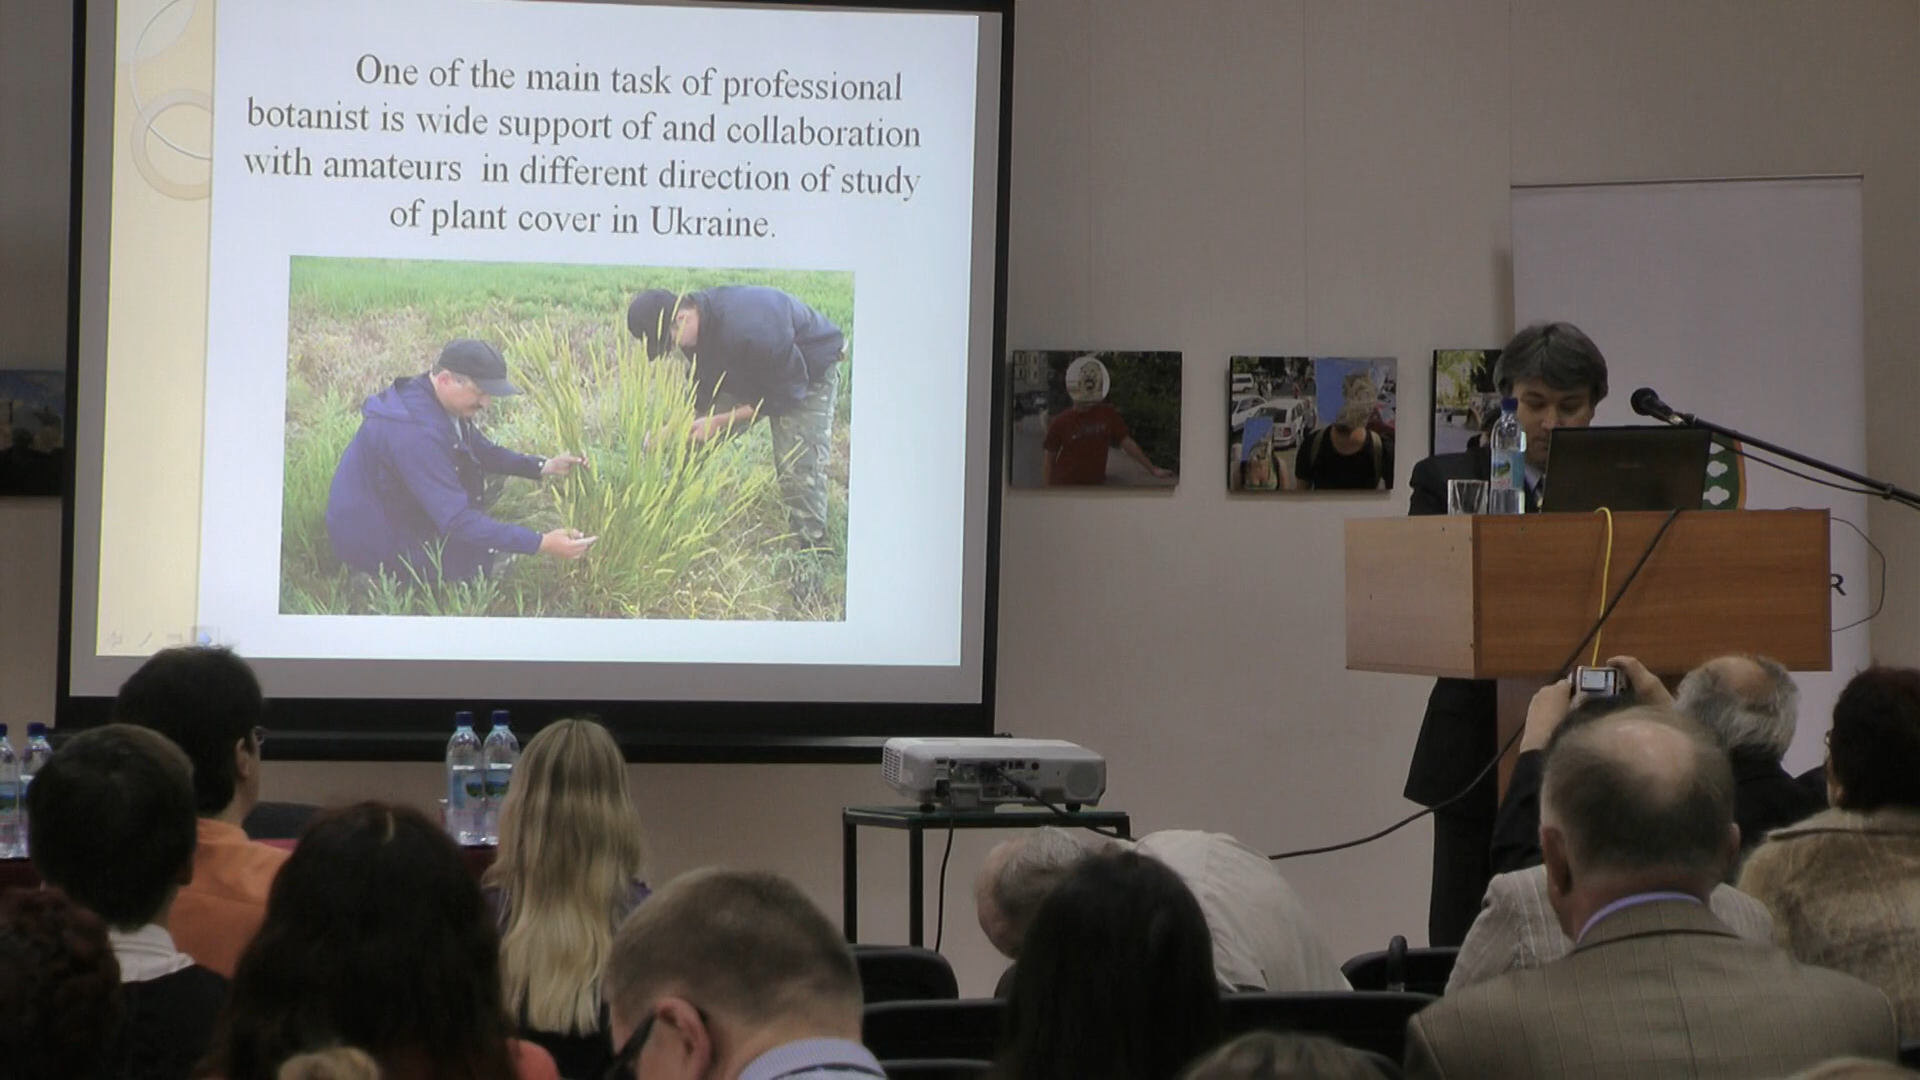 One of the main task of professional
botanist is wide support of and collaboration
with amateurs in different direction of study
of plant cover in Ukraine.
R